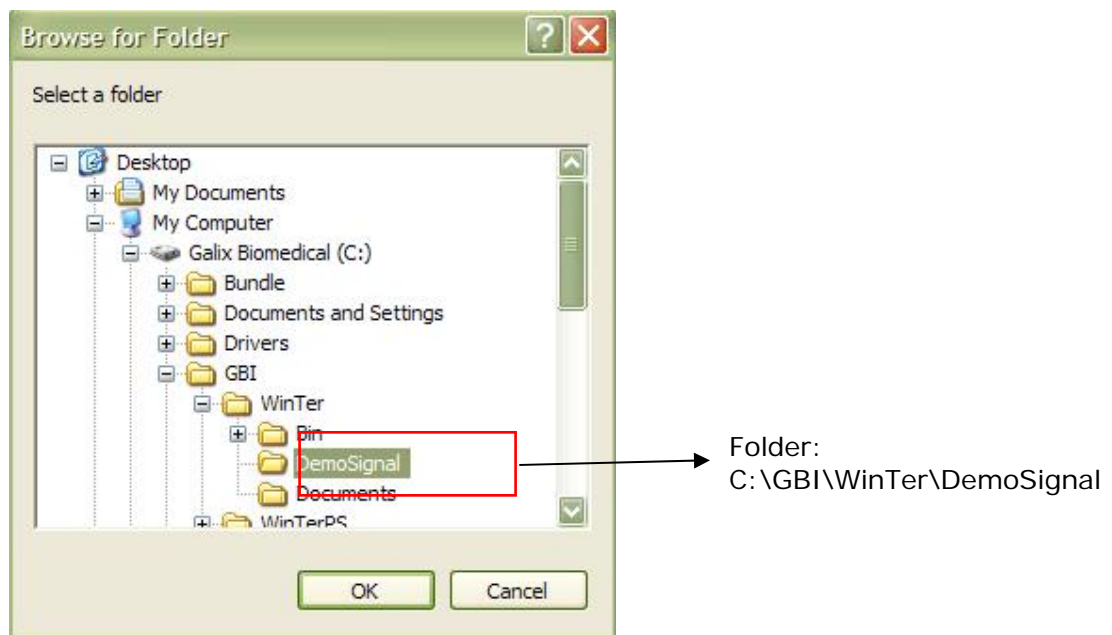 Browse for Folder
Select a folder
Desktop
My Documents
My Computer
Galix Biomedical (C:)
Bundle
Documents and Settings
Drivers
GBI
WinTer
Bin
DemoSignal
Documents
WinTerPS
OK Cancel
Folder:
C:\GBI\WinTer\DemoSignal